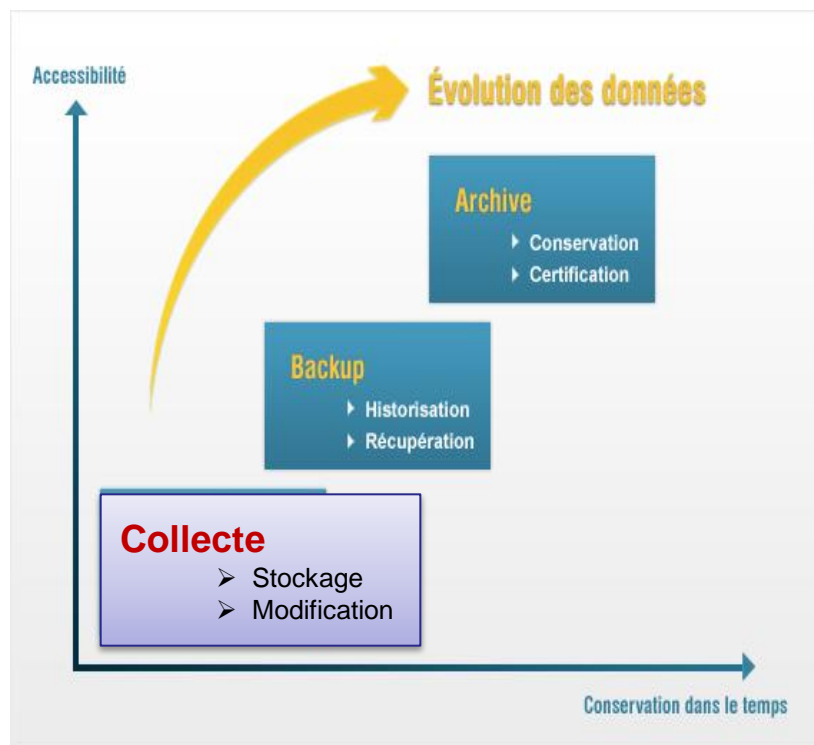 Accessibilité
Évolution des données
Archive
Conservation
Certification
Backup
Historisation
Récupération
Collecte
Stockage
Modification
Conservation dans le temps